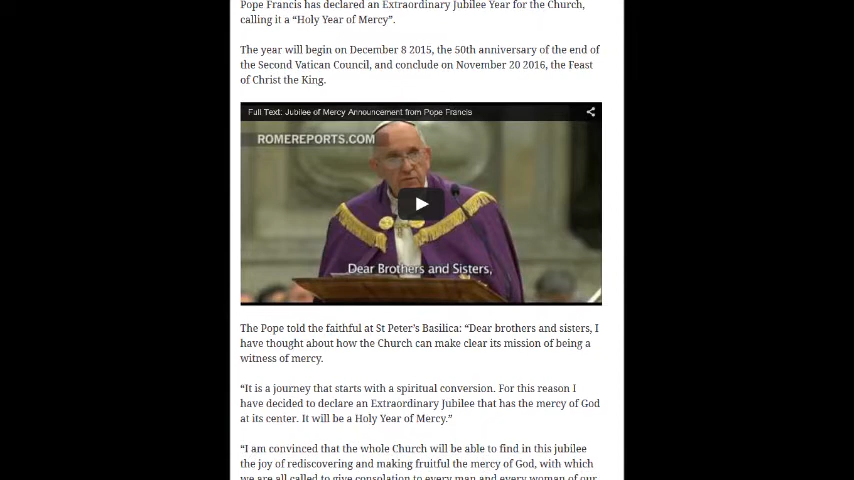 Pope Francis has declared an Extraordinary Jubilee Year for the Church,
calling it a “Holy Year of Mercy”.
The year will begin on December 8 2015, the 50th anniversary of the end of
the Second Vatican Council, and conclude on November 20 2016, the Feast
of Christ the King.
Full Text: Jubilee of Mercy Announcement from Pope Francis
ROMEREPORTS.COM
Dear Brothers and Sisters,
The Pope told the faithful at St Peter’s Basilica: “Dear brothers and sisters, I
have thought about how the Church can make clear its mission of being a
witness of mercy.
“It is a journey that starts with a spiritual conversion. For this reason I
have decided to declare an Extraordinary Jubilee that has the mercy of God
at its center. It will be a Holy Year of Mercy.”
“I am convinced that the whole Church will be able to find in this jubilee
the joy of rediscovering and making fruitful the mercy of God, with which
we are all called to give consolation to every man and every woman of our